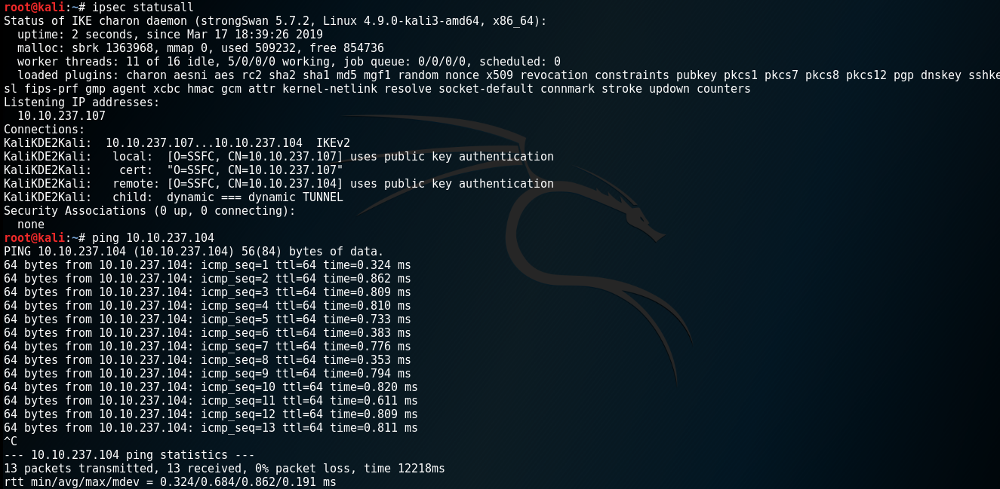 root@kali:~# ipsec statusall
Status of IKE charon daemon (strongSwan 5.7.2, Linux 4.9.0-kali3-amd64, x86_64):
  uptime: 2 seconds, since Mar 17 18:39:26 2019
  malloc: sbrk 1363968, mmap 0, used 509232, free 854736
  worker threads: 11 of 16 idle, 5/0/0/0 working, job queue: 0/0/0/0, scheduled: 0
  loaded plugins: charon aesni aes rc2 sha2 sha1 md5 mgf1 random nonce x509 revocation constraints pubkey pkcs1 pkcs7 pkcs8 pkcs12 pgp dnskey sshke
sl fips-prf gmp agent xcbc hmac gcm attr kernel-netlink resolve socket-default connmark stroke updown counters
Listening IP addresses:
  10.10.237.107
Connections:
KaliKDE2Kali:  10.10.237.107...10.10.237.104  IKEv2
KaliKDE2Kali:   local:  [O=SSFC, CN=10.10.237.107] uses public key authentication
KaliKDE2Kali:    cert:  "O=SSFC, CN=10.10.237.107"
KaliKDE2Kali:   remote: [O=SSFC, CN=10.10.237.104] uses public key authentication
KaliKDE2Kali:   child:  dynamic === dynamic TUNNEL
Security Associations (0 up, 0 connecting):
  none
root@kali:~# ping 10.10.237.104
PING 10.10.237.104 (10.10.237.104) 56(84) bytes of data.
64 bytes from 10.10.237.104: icmp_seq=1 ttl=64 time=0.324 ms
64 bytes from 10.10.237.104: icmp_seq=2 ttl=64 time=0.862 ms
64 bytes from 10.10.237.104: icmp_seq=3 ttl=64 time=0.809 ms
64 bytes from 10.10.237.104: icmp_seq=4 ttl=64 time=0.810 ms
64 bytes from 10.10.237.104: icmp_seq=5 ttl=64 time=0.733 ms
64 bytes from 10.10.237.104: icmp_seq=6 ttl=64 time=0.383 ms
64 bytes from 10.10.237.104: icmp_seq=7 ttl=64 time=0.776 ms
64 bytes from 10.10.237.104: icmp_seq=8 ttl=64 time=0.353 ms
64 bytes from 10.10.237.104: icmp_seq=9 ttl=64 time=0.794 ms
64 bytes from 10.10.237.104: icmp_seq=10 ttl=64 time=0.820 ms
64 bytes from 10.10.237.104: icmp_seq=11 ttl=64 time=0.611 ms
64 bytes from 10.10.237.104: icmp_seq=12 ttl=64 time=0.809 ms
64 bytes from 10.10.237.104: icmp_seq=13 ttl=64 time=0.811 ms
^C
--- 10.10.237.104 ping statistics ---
13 packets transmitted, 13 received, 0% packet loss, time 12218ms
rtt min/avg/max/mdev = 0.324/0.684/0.862/0.191 ms